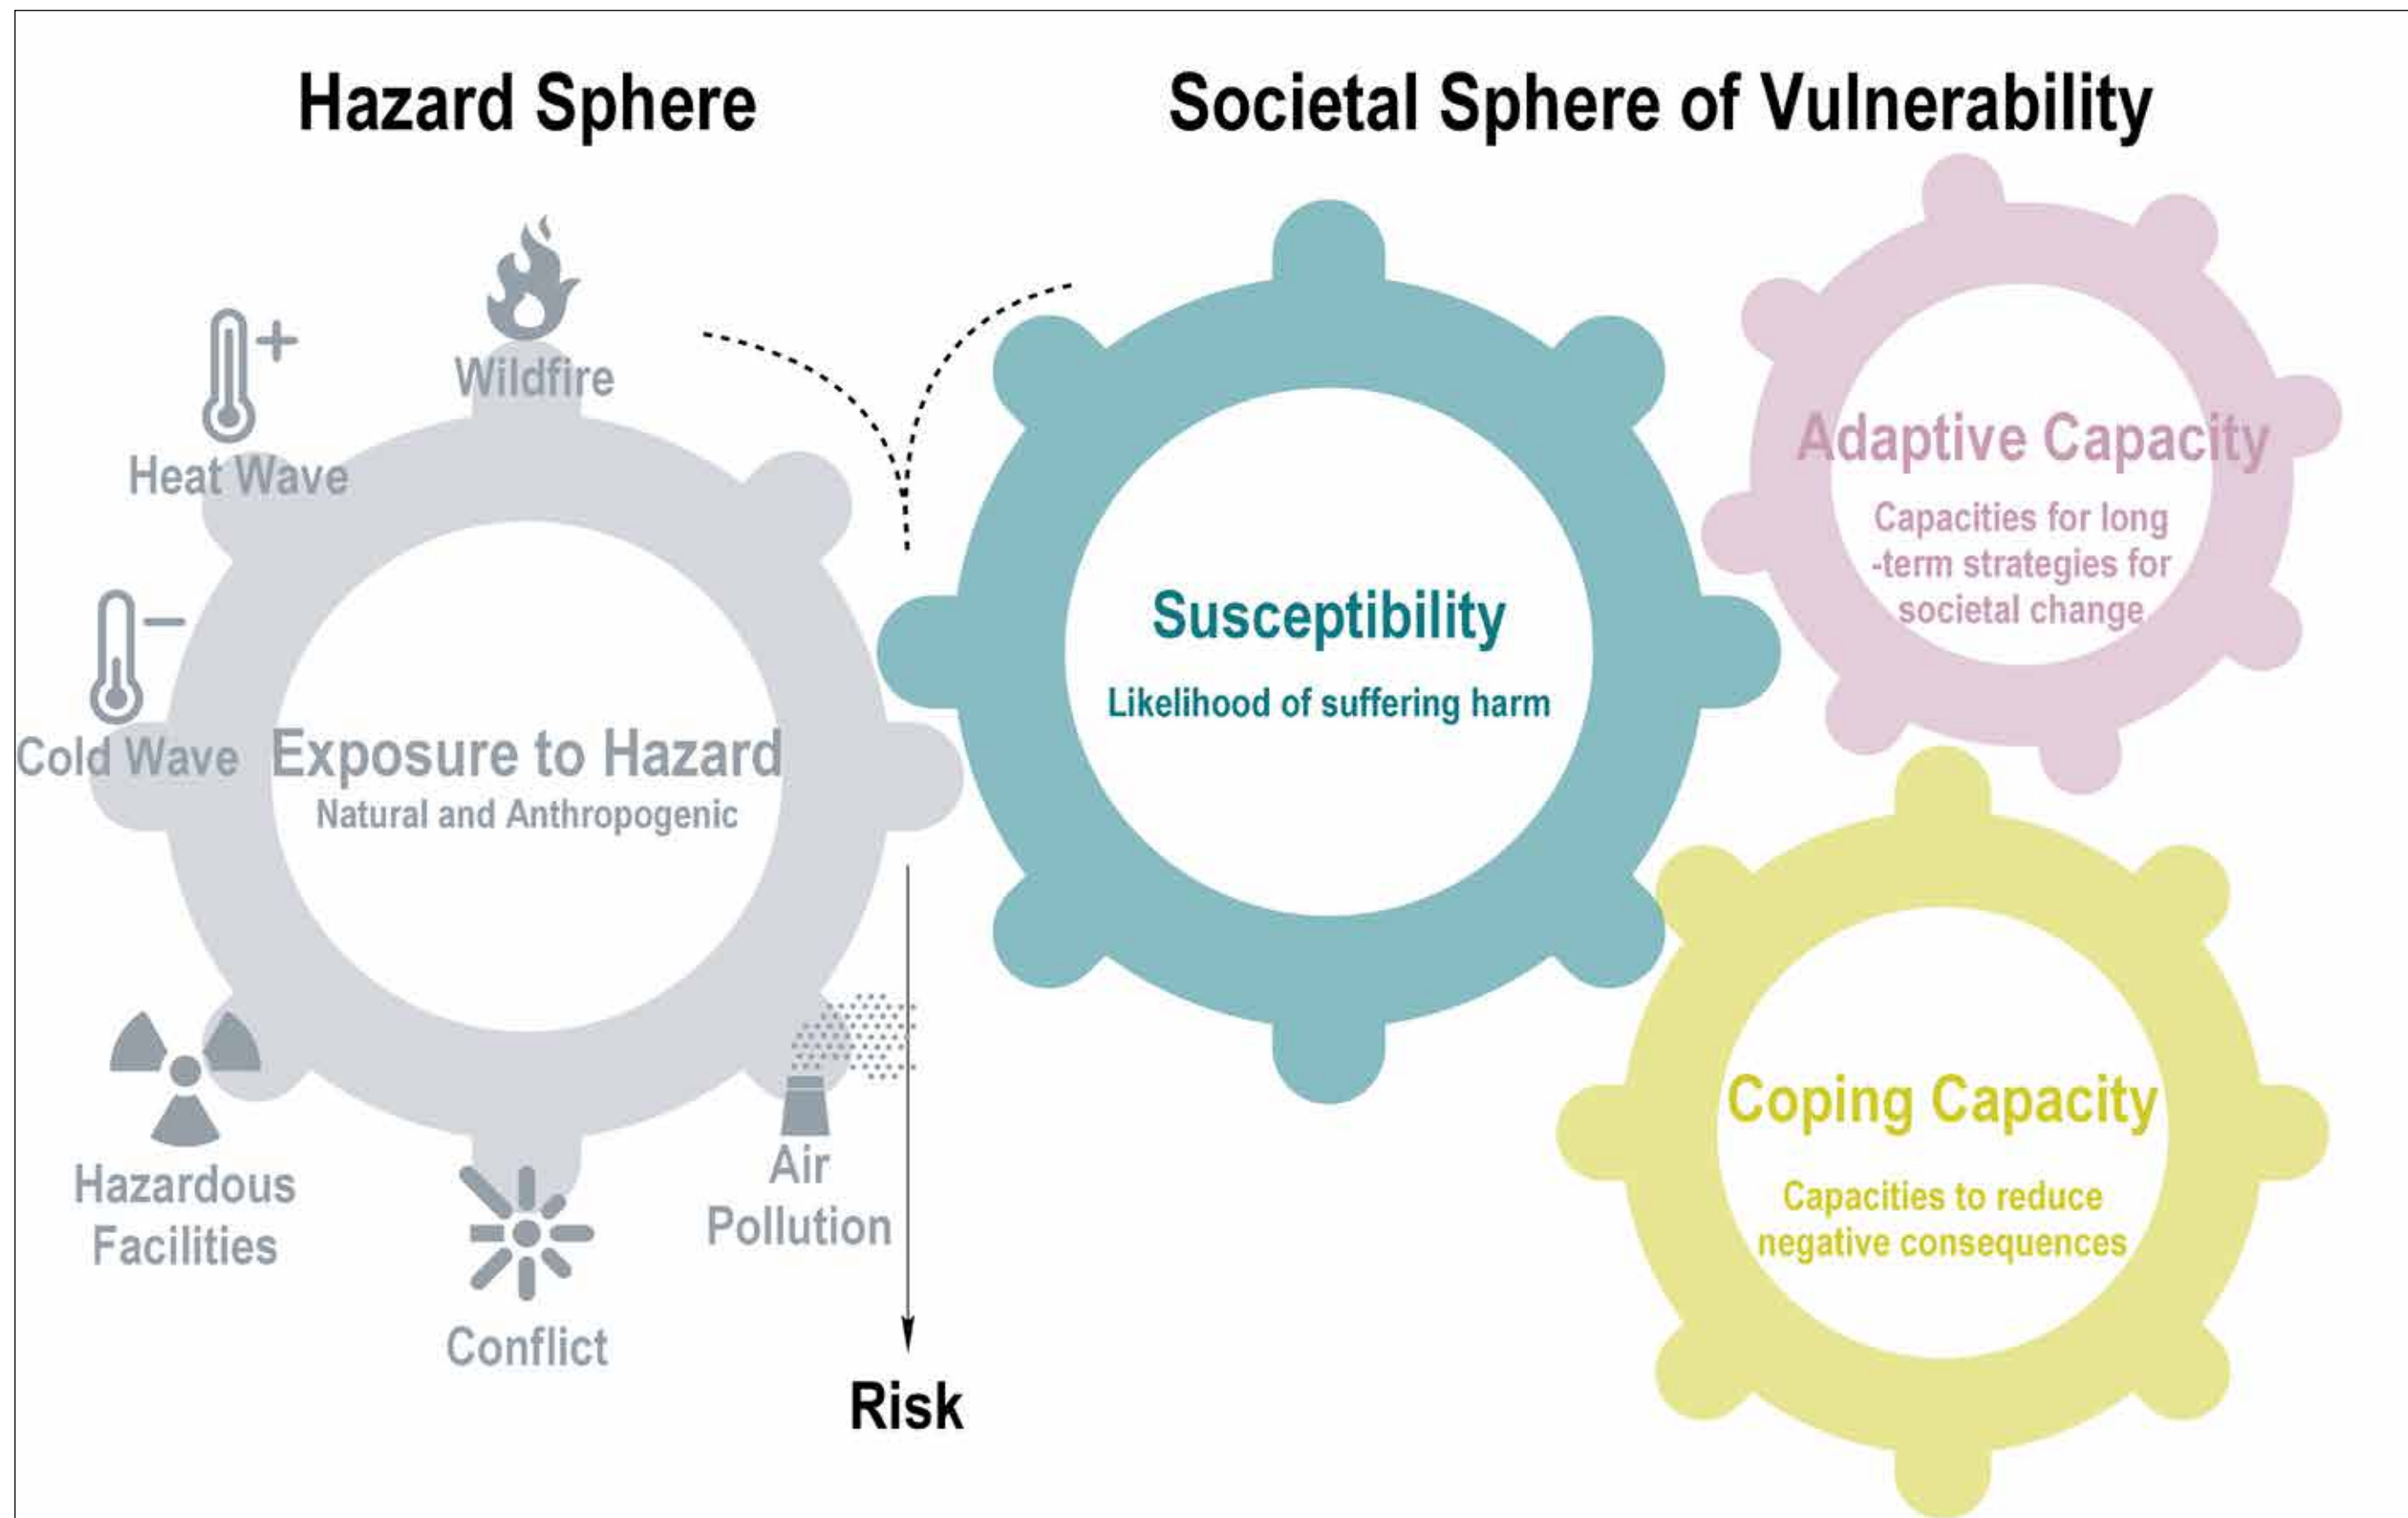 Hazard Sphere
Societal Sphere of Vulnerability
Wildfire
Heat Wave
Cold Wave
Exposure to Hazard
Natural and Anthropogenic
Hazardous
Facilities
Conflict
Air
Pollution
Risk
Susceptibility
Likelihood of suffering harm
Adaptive Capacity
Capacities for long
-term strategies for
societal change
Coping Capacity
Capacities to reduce
negative consequences